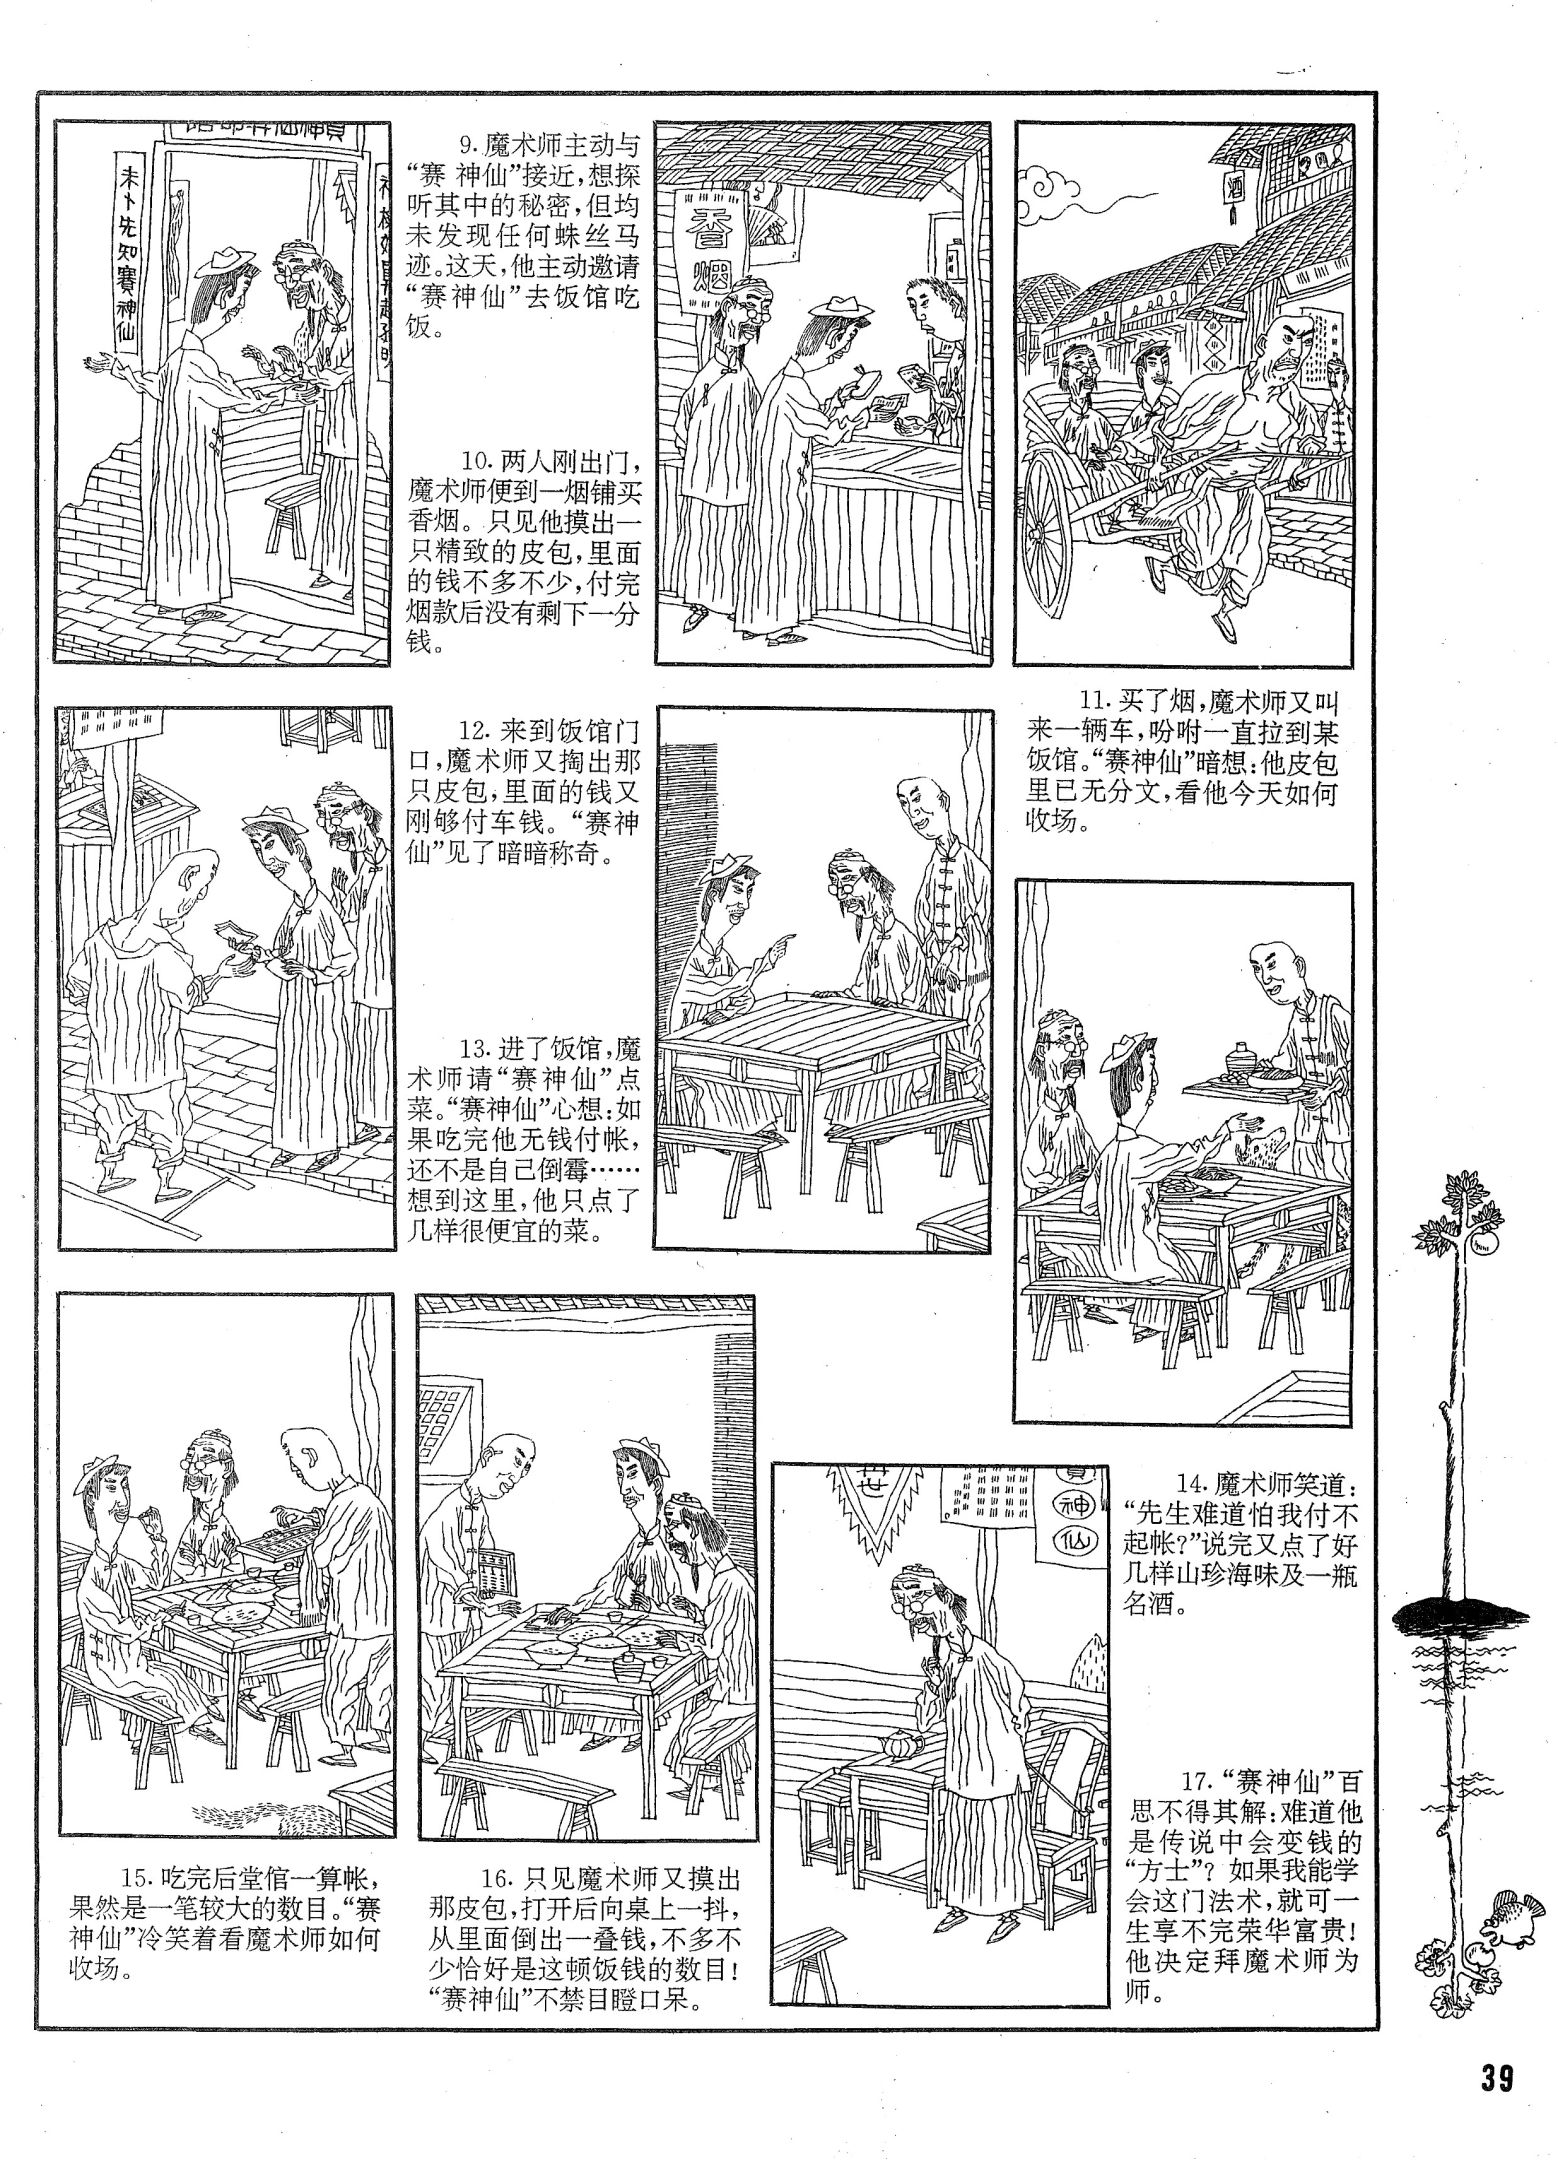 未卜先知賽神仙
9. 魔术师主动与
“赛 神仙”接近，想探
听其中的秘密，但均
未发现任何蛛丝马
迹。这天，他主动邀请
“赛神仙”去饭馆吃
饭。
10. 两人刚出门，
魔术师便到一烟铺买
香烟。只见他摸出一
只精致的皮包，里面
的钱不多不少，付完
烟款后没有剩下一分
钱。
香烟
酒
11. 买了烟，魔术师又叫
来一辆车，吩咐一直拉到某
饭馆。“赛神仙”暗想：他皮包
里已无分文，看他今天如何
收场。
12. 来到饭馆门
口，魔术师又掏出那
只皮包，里面的钱又
刚够付车钱。“赛神
仙”见了暗暗称奇。
13. 进了饭馆，魔
术师请“赛神仙”点
菜。“赛神仙”心想：如
果吃完他无钱付帐，
还不是自己倒霉……
想到这里，他只点了
几样很便宜的菜。
14. 魔术师笑道：
“先生难道怕我付不
起帐？”说完又点了好
几样山珍海味及一瓶
名酒。
15. 吃完后堂倌一算帐，
果然是一笔较大的数目。“赛
神仙”冷笑着看魔术师如何
收场。
16. 只见魔术师又摸出
那皮包，打开后向桌上一抖，
从里面倒出一叠钱，不多不
少恰好是这顿饭钱的数目！
“赛神仙”不禁目瞪口呆。
世
神仙
17. “赛神仙”百
思不得其解：难道他
是传说中会变钱的
“方士”？如果我能学
会这门法术，就可一
生享不完荣华富贵！
他决定拜魔术师为
师。
39